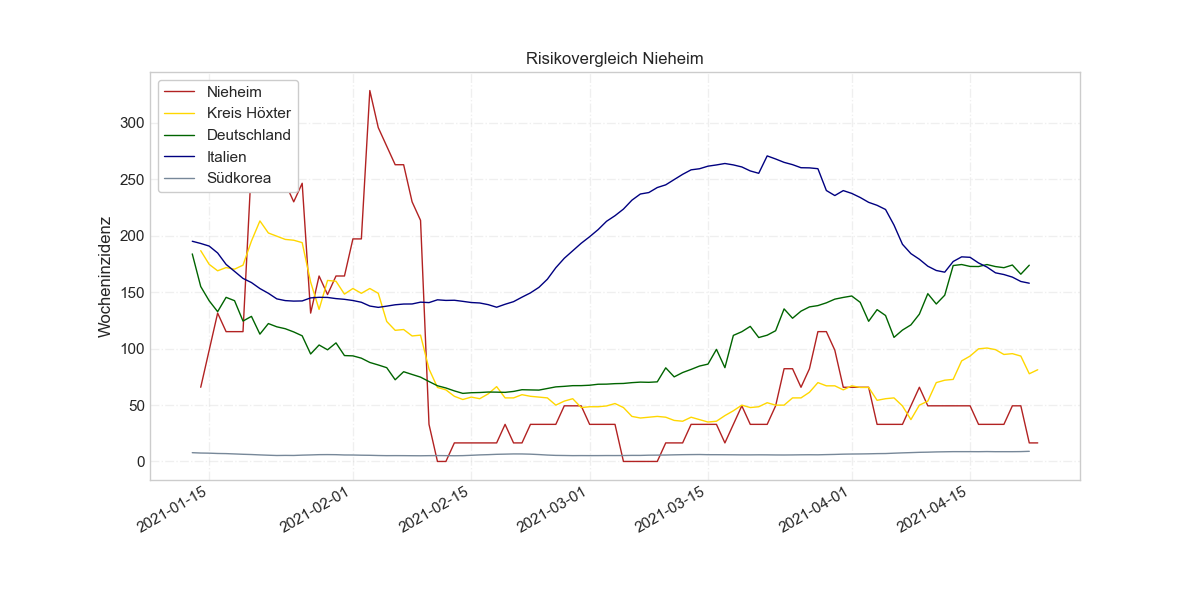 Risikovergleich Nieheim
Nieheim
Kreis Höxter
Deutschland
Italien
Südkorea
Wocheninzidenz
300
250
200
150
100
50
0
2021-01-15
2021-02-01
2021-02-15
2021-03-01
2021-03-15
2021-04-01
2021-04-15